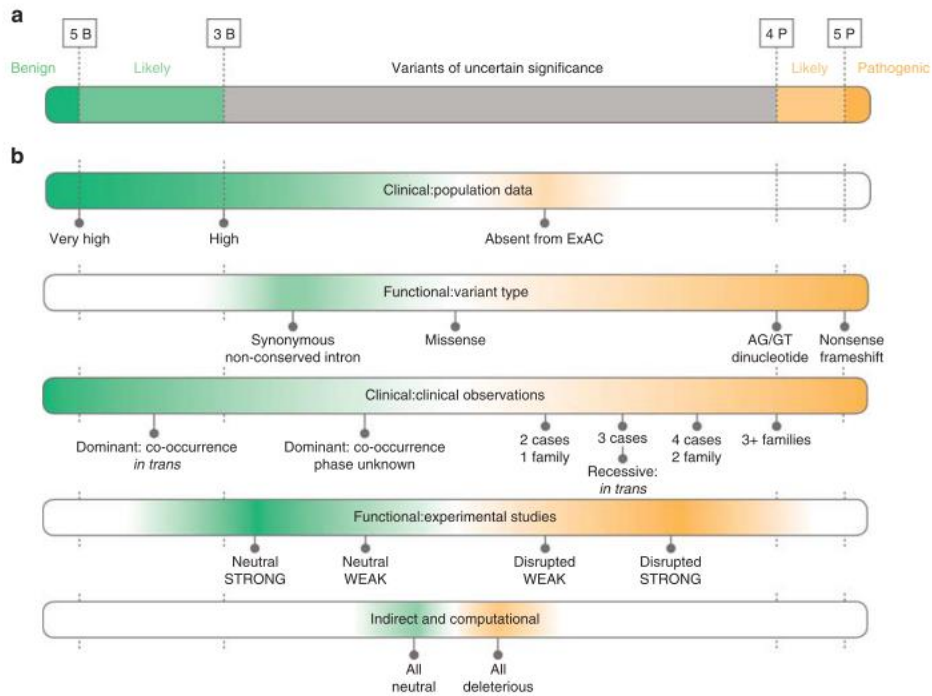 a
5 B
3 B
4 P
5 P
Benign
Likely
Variants of uncertain significance
Likely
Pathogenic
b
Clinical:population data
Very high
High
Absent from ExAC
Functional:variant type
Synonymous
non-conserved intron
Missense
AG/GT
dinucleotide
Nonsense
frameshift
Clinical:clinical observations
Dominant: co-occurrence
in trans
Dominant: co-occurrence
phase unknown
2 cases
1 family
3 cases
Recessive:
in trans
4 cases
2 family
3+ families
Functional:experimental studies
Neutral
STRONG
Neutral
WEAK
Disrupted
WEAK
Disrupted
STRONG
Indirect and computational
All
neutral
All
deleterious